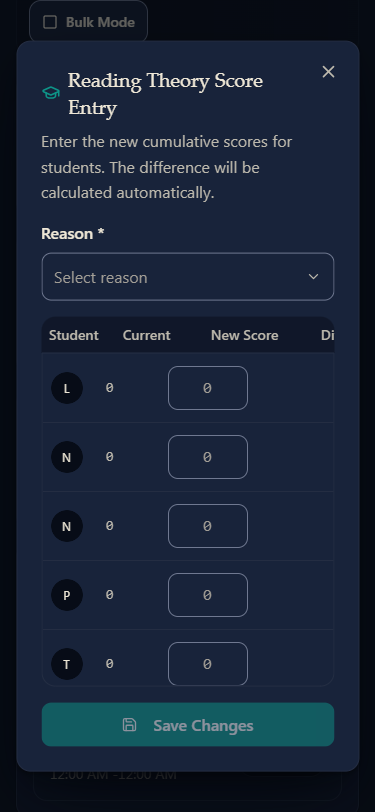 Bulk Mode
Reading Theory Score
Entry
Enter the new cumulative scores for
students. The difference will be
calculated automatically.
Reason *
Select reason
Student Current New Score Di
L 0 0
N 0 0
N 0 0
P 0 0
T 0 0
Save Changes
12:00 AM -12:00 AM